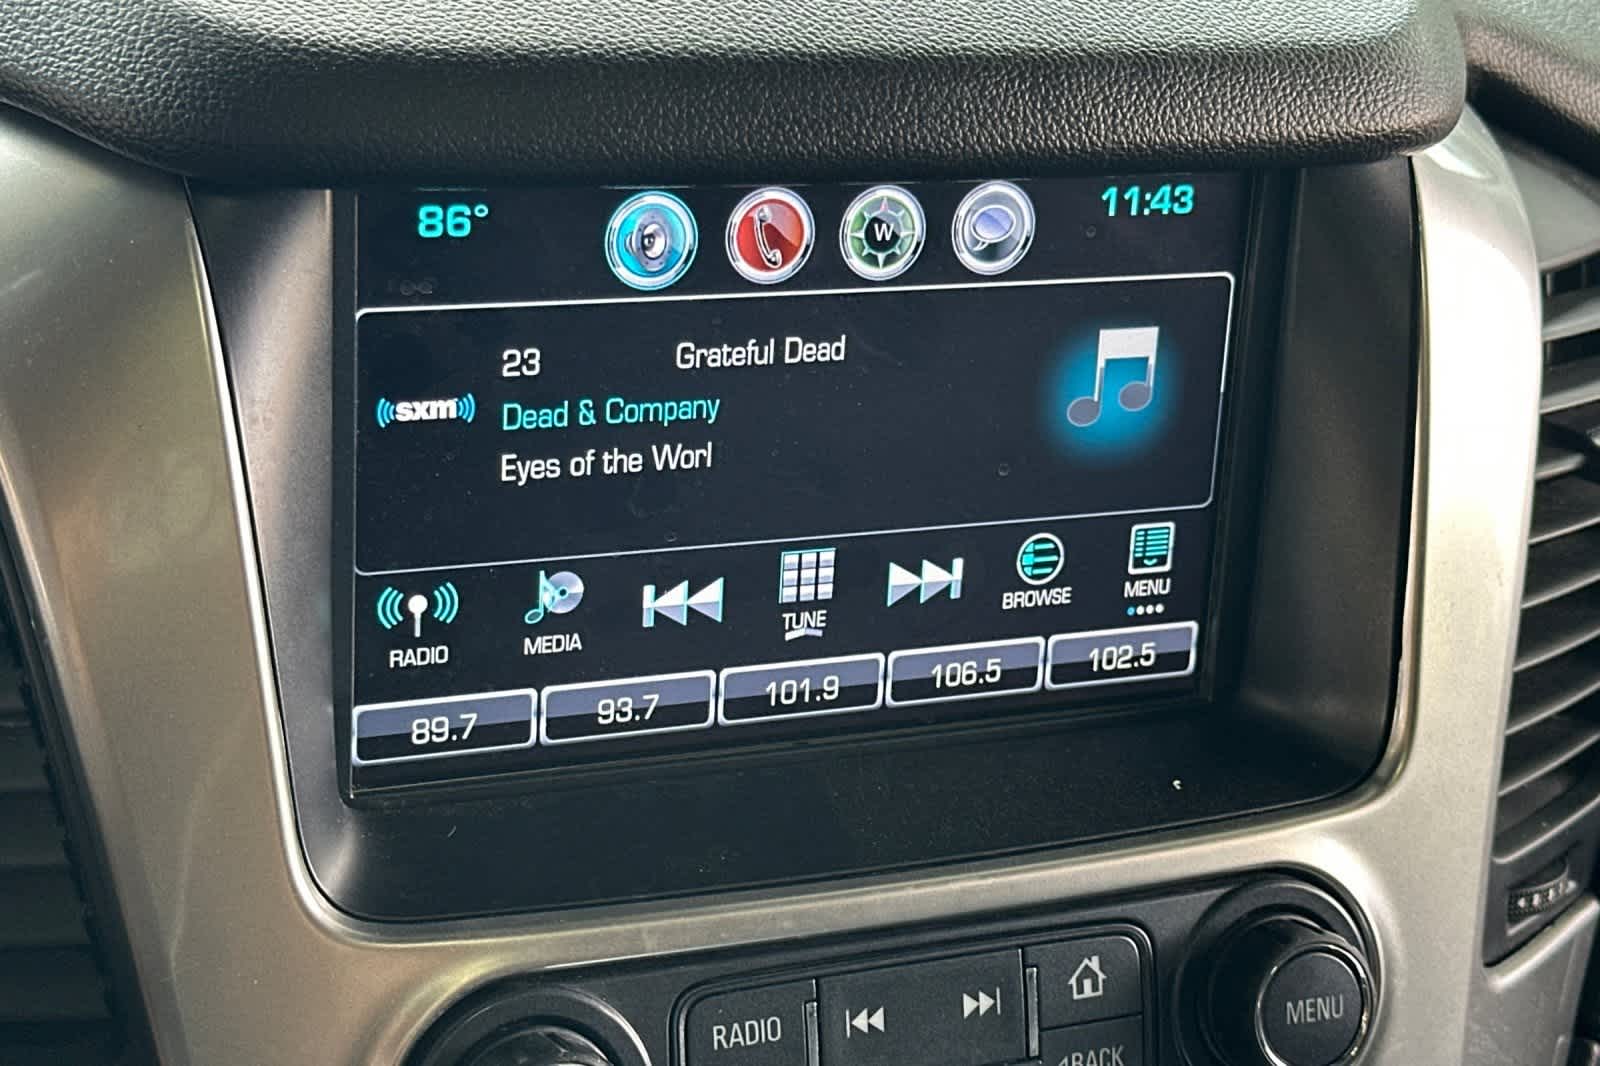 86°
W
11:43
23 Grateful Dead
sxm
Dead & Company
Eyes of the Worl
RADIO
MEDIA
TUNE
BROWSE
MENU
89.7
93.7
101.9
106.5
102.5
RADIO
BACK
MENU